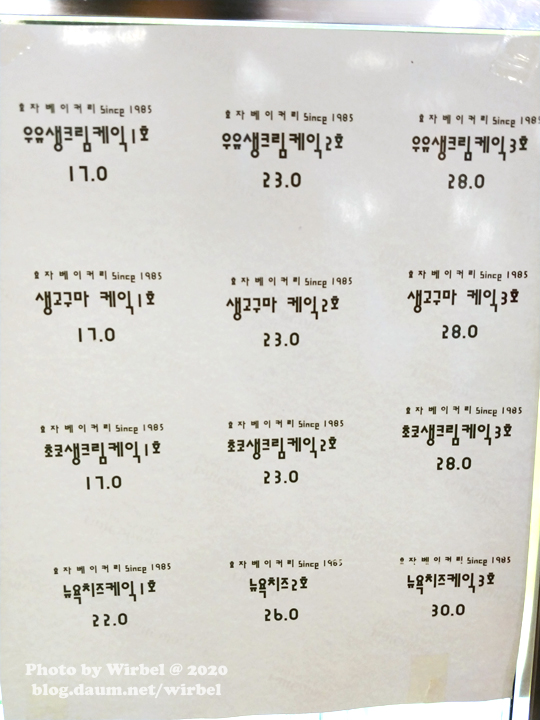 효자베이커리 Since 1985
우유생크림케익1호
17.0
효자베이커리 Since 1985
우유생크림케익2호
23.0
효자베이커리 Since 1985
우유생크림케익3호
28.0
효자베이커리 Since 1985
생고구마 케익1호
17.0
효자베이커리 Since 1985
생고구마 케익2호
23.0
효자베이커리 Since 1985
생고구마 케익3호
28.0
효자베이커리 Since 1985
초코생크림케익1호
17.0
효자베이커리 Since 1985
초코생크림케익2호
23.0
효자베이커리 Since 1985
초코생크림케익3호
28.0
효자베이커리 Since 1985
뉴욕치즈케익1호
22.0
효자베이커리 Since 1985
뉴욕치즈2호
26.0
효자베이커리 Since 1985
뉴욕치즈케익3호
30.0
Photo by Wirbel @ 2020
blog.daum.net/wirbel